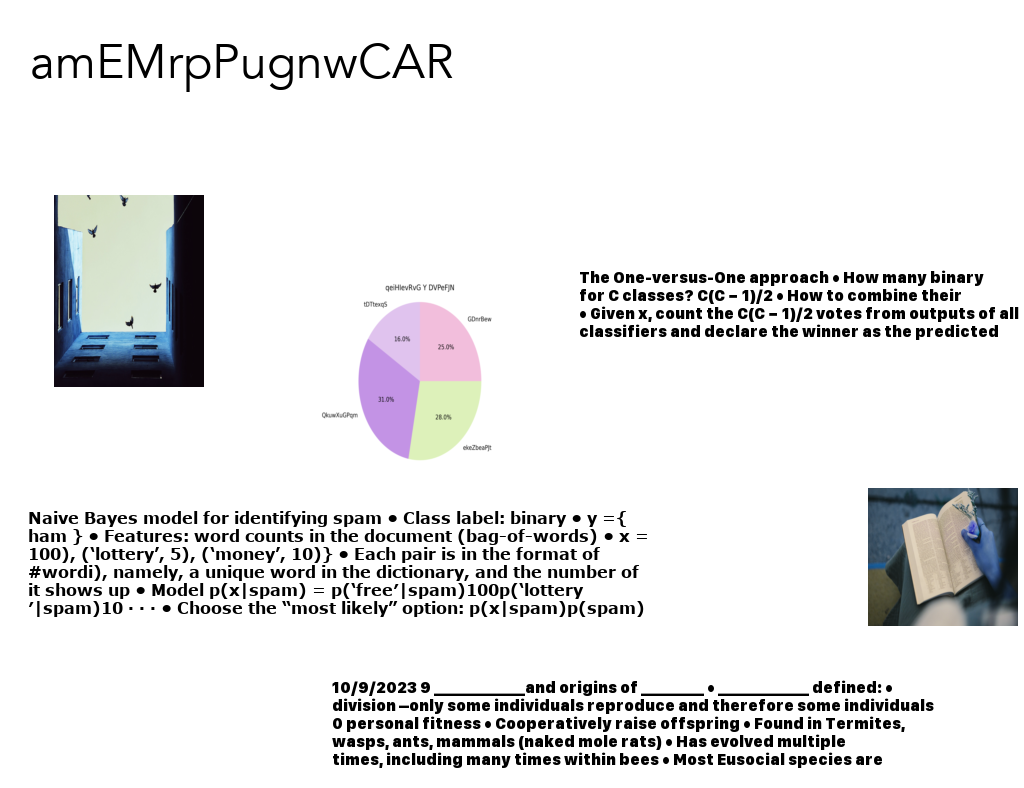 amEMrpPugnwCAR
qeiHIevRvG Y DVPeFJN
tDTtexqS
GDnrBew
16.0%
25.0%
31.0%
28.0%
QkuwXuGPqm
ekeZbeaPJt
The One-versus-One approach • How many binary
for C classes? C(C − 1)/2 • How to combine their
• Given x, count the C(C − 1)/2 votes from outputs of all
classifiers and declare the winner as the predicted
Naive Bayes model for identifying spam • Class label: binary • y ={
ham } • Features: word counts in the document (bag-of-words) • x =
100), (‘lottery’, 5), (‘money’, 10)} • Each pair is in the format of
#wordi), namely, a unique word in the dictionary, and the number of
it shows up • Model p(x|spam) = p(‘free’|spam)100p(‘lottery
’|spam)10 · · · • Choose the “most likely” option: p(x|spam)p(spam)
10/9/2023 9 ____________and origins of ________ • ____________ defined: •
division –only some individuals reproduce and therefore some individuals
0 personal fitness • Cooperatively raise offspring • Found in Termites,
wasps, ants, mammals (naked mole rats) • Has evolved multiple
times, including many times within bees • Most Eusocial species are